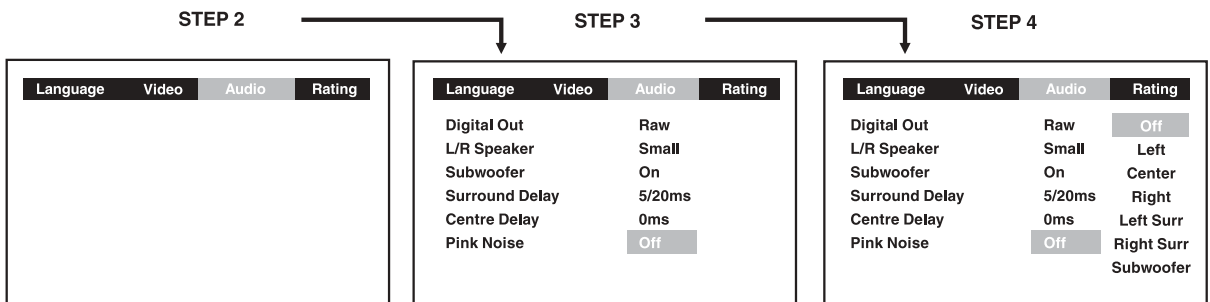 STEP 2
STEP 3
STEP 4
Language Video Audio Rating
Language Video Audio Rating
Digital Out Raw
L/R Speaker Small
Subwoofer On
Surround Delay 5/20ms
Centre Delay 0ms
Pink Noise Off
Language Video Audio Rating
Digital Out Raw Off
L/R Speaker Small Left
Subwoofer On Center
Surround Delay 5/20ms Right
Centre Delay 0ms Left Surr
Pink Noise Off Right Surr
Subwoofer